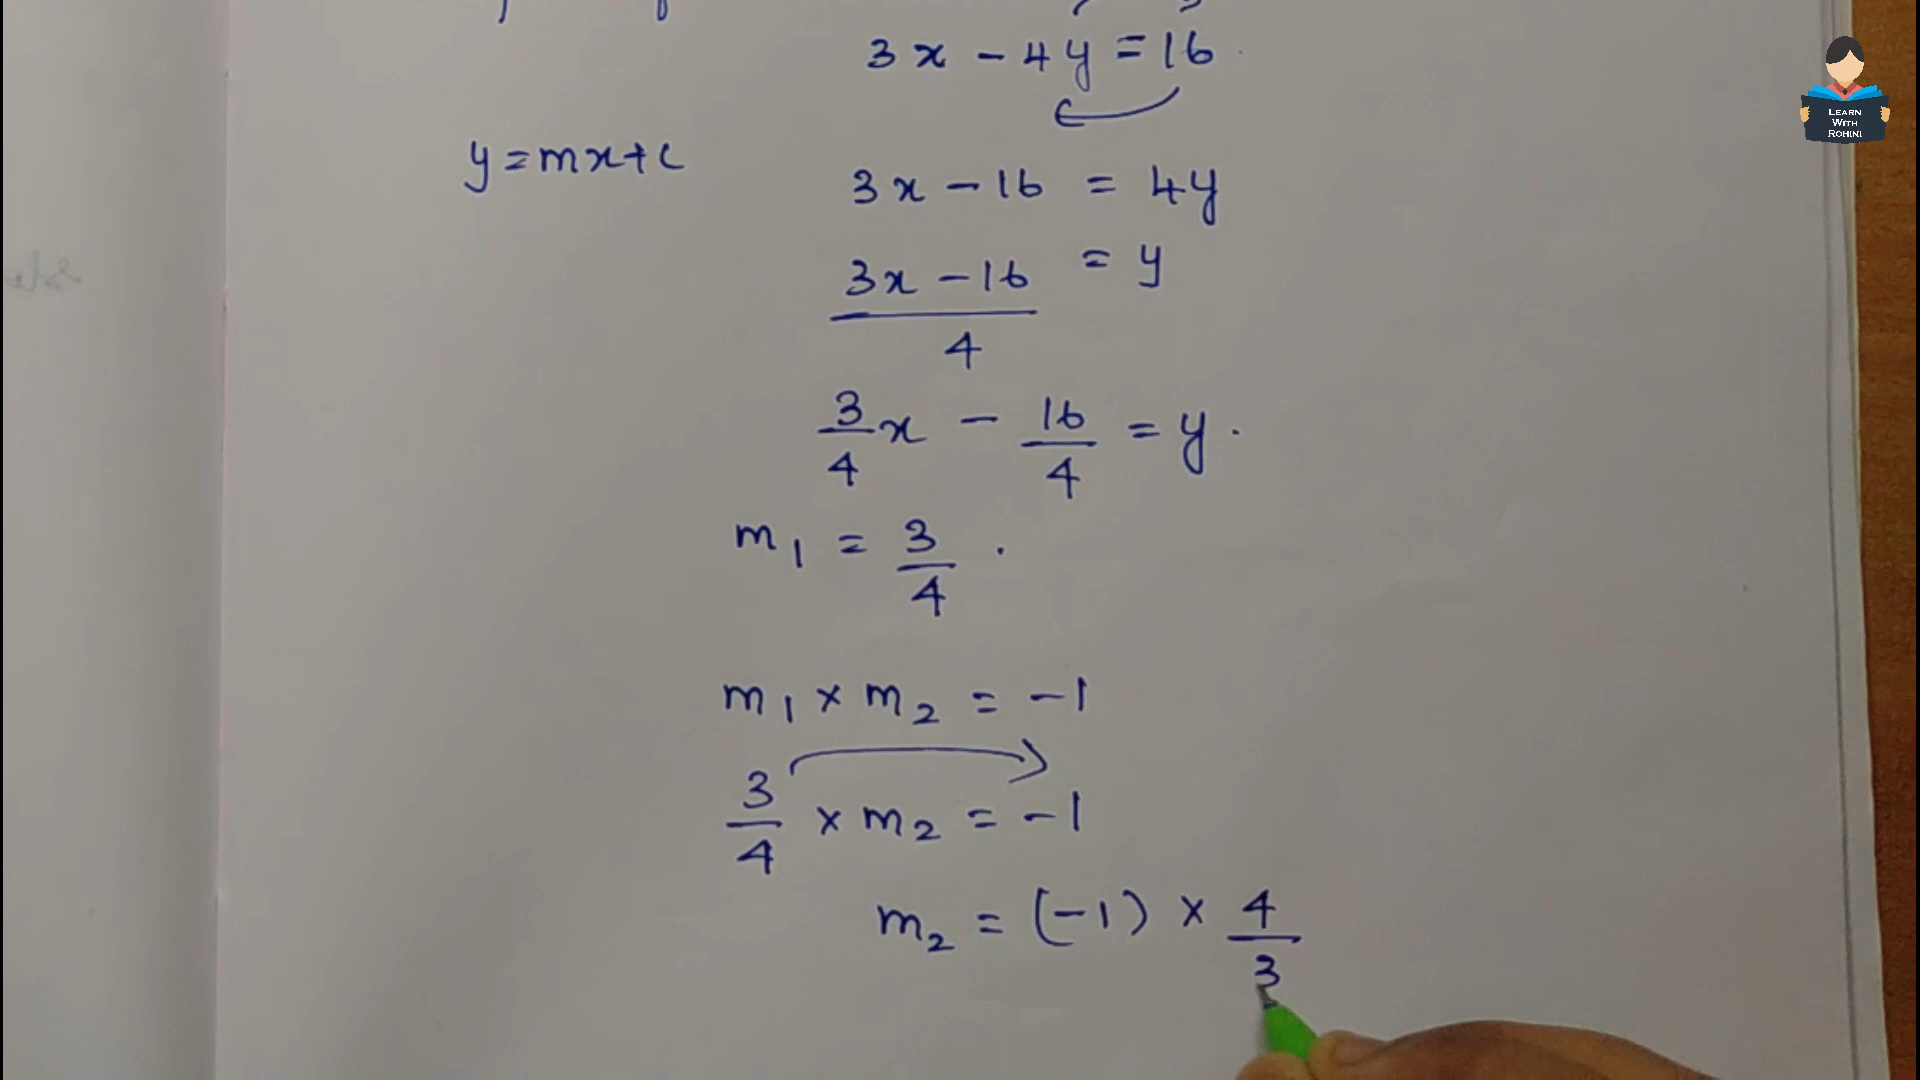 3x - 4y = 16.
y = mx + c
3x - 16 = 4y
3x - 16 = y
4
3/4 x - 16/4 = y.
m1 = 3/4.
m1 × m2 = -1
3/4 × m2 = -1
m2 = (-1) × 4/3
LEARN
WITH
ROHINI